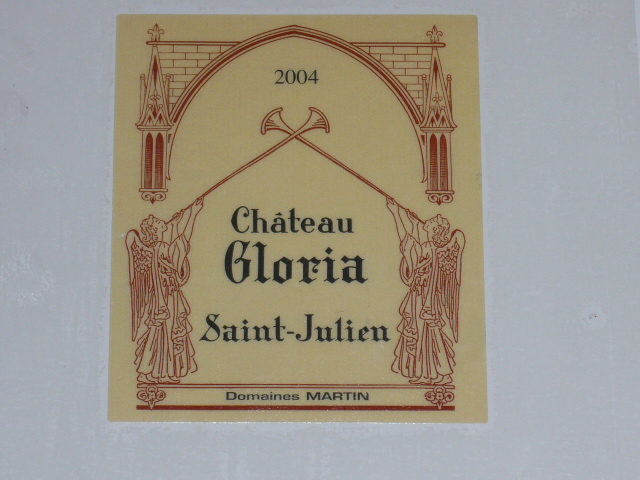 2004
Château
Gloria
Saint-Julien
Domaines MARTIN